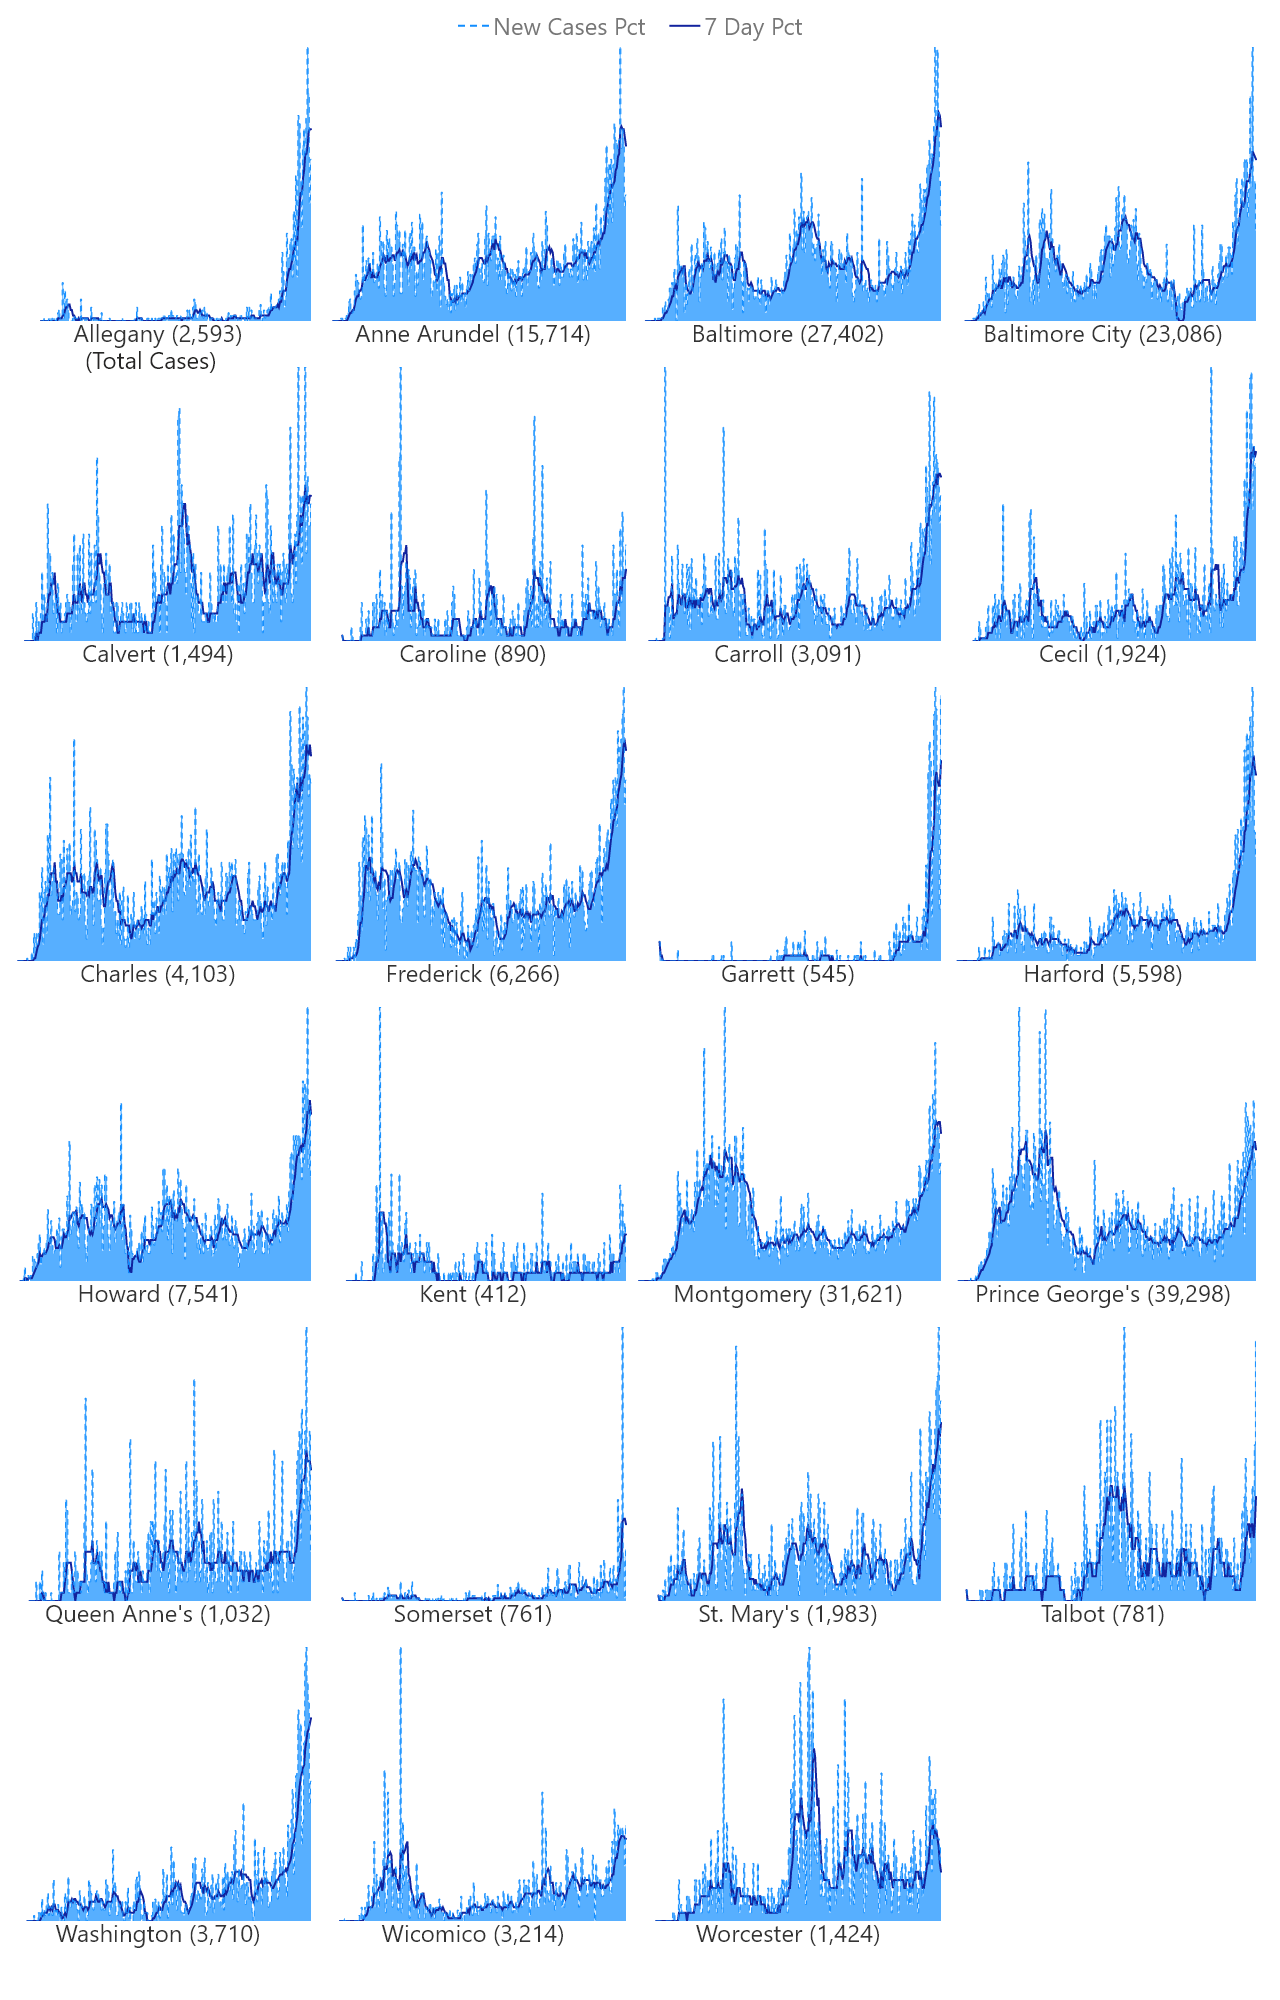 New Cases Pct 7 Day Pct
Allegany (2,593) Anne Arundel (15,714) Baltimore (27,402) Baltimore City (23,086)
(Total Cases)
Calvert (1,494) Caroline (890) Carroll (3,091) Cecil (1,924)
Charles (4,103) Frederick (6,266) Garrett (545) Harford (5,598)
Howard (7,541) Kent (412) Montgomery (31,621) Prince George's (39,298)
Queen Anne's (1,032) Somerset (761) St. Mary's (1,983) Talbot (781)
Washington (3,710) Wicomico (3,214) Worcester (1,424)